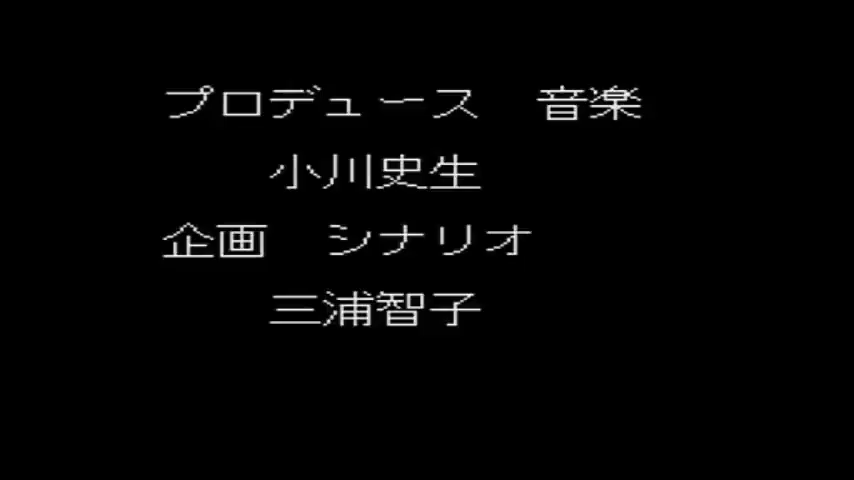 プロデュース　音楽
小川史生
企画　シナリオ
三浦智子